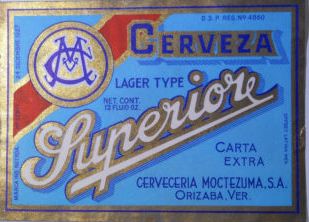 D.S.P. REG. Nº 4860
CERVEZA
LAGER TYPE
NET. CONT.
12 FLUID OZ.
Superior
CARTA
EXTRA
CERVECERIA MOCTEZUMA, S.A.
ORIZABA, VER.